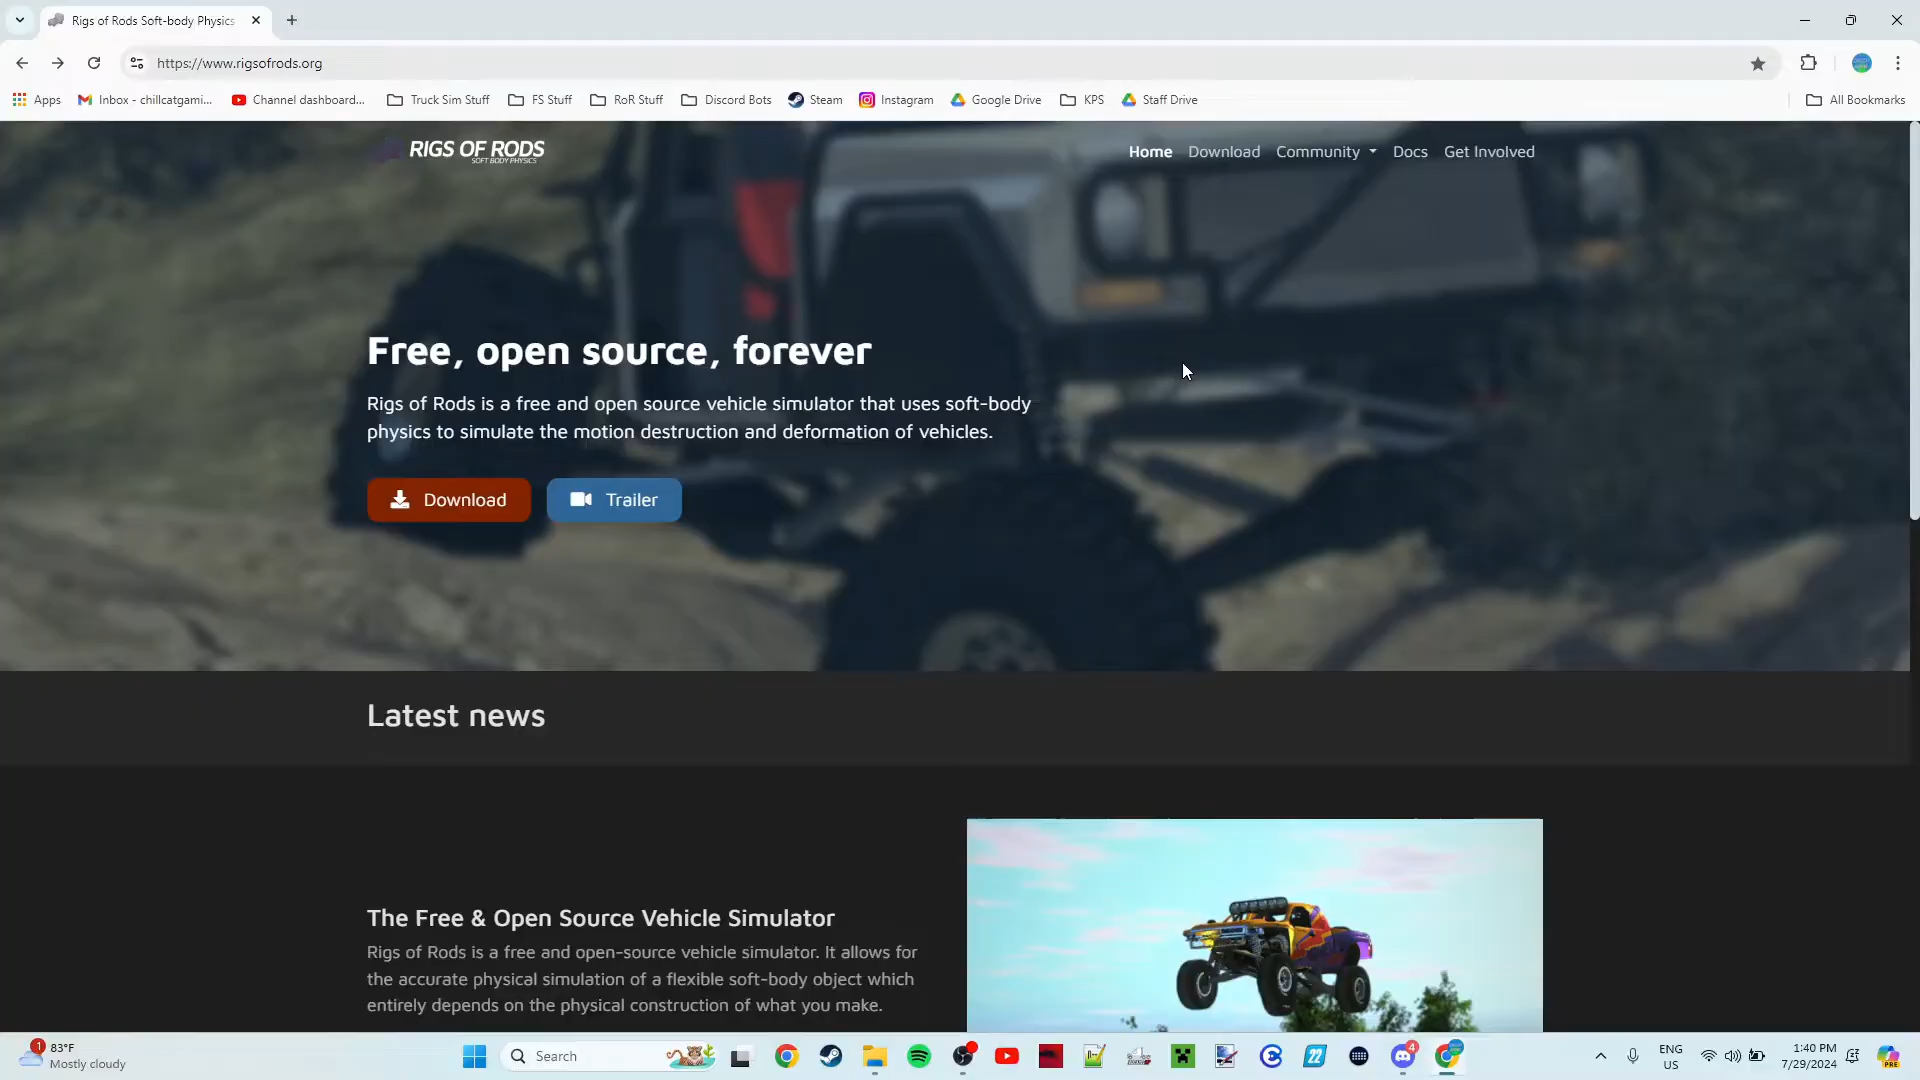 Rigs of Rods Soft-body Physics
https://www.rigsofrods.org
Apps
Inbox - chillcatgami...
Channel dashboard...
Truck Sim Stuff
FS Stuff
RoR Stuff
Discord Bots
Steam
Instagram
Google Drive
KPS
Staff Drive
All Bookmarks
RIGS OF RODS
SOFT BODY PHYSICS
Home
Download
Community
Docs
Get Involved
Free, open source, forever
Rigs of Rods is a free and open source vehicle simulator that uses soft-body
physics to simulate the motion destruction and deformation of vehicles.
Download
Trailer
Latest news
The Free & Open Source Vehicle Simulator
Rigs of Rods is a free and open-source vehicle simulator. It allows for
the accurate physical simulation of a flexible soft-body object which
entirely depends on the physical construction of what you make.
1
83°F
Mostly cloudy
Search
22
4
ENG
US
1:40 PM
7/29/2024
PRE